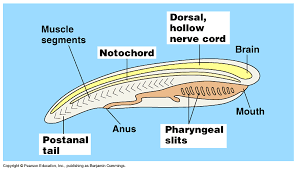 Dorsal,
hollow
nerve cord
Muscle
segments
Notochord
Brain
Mouth
Pharyngeal
slits
Anus
Postanal
tail
Copyright © Pearson Education, Inc., publishing as Benjamin Cummings.